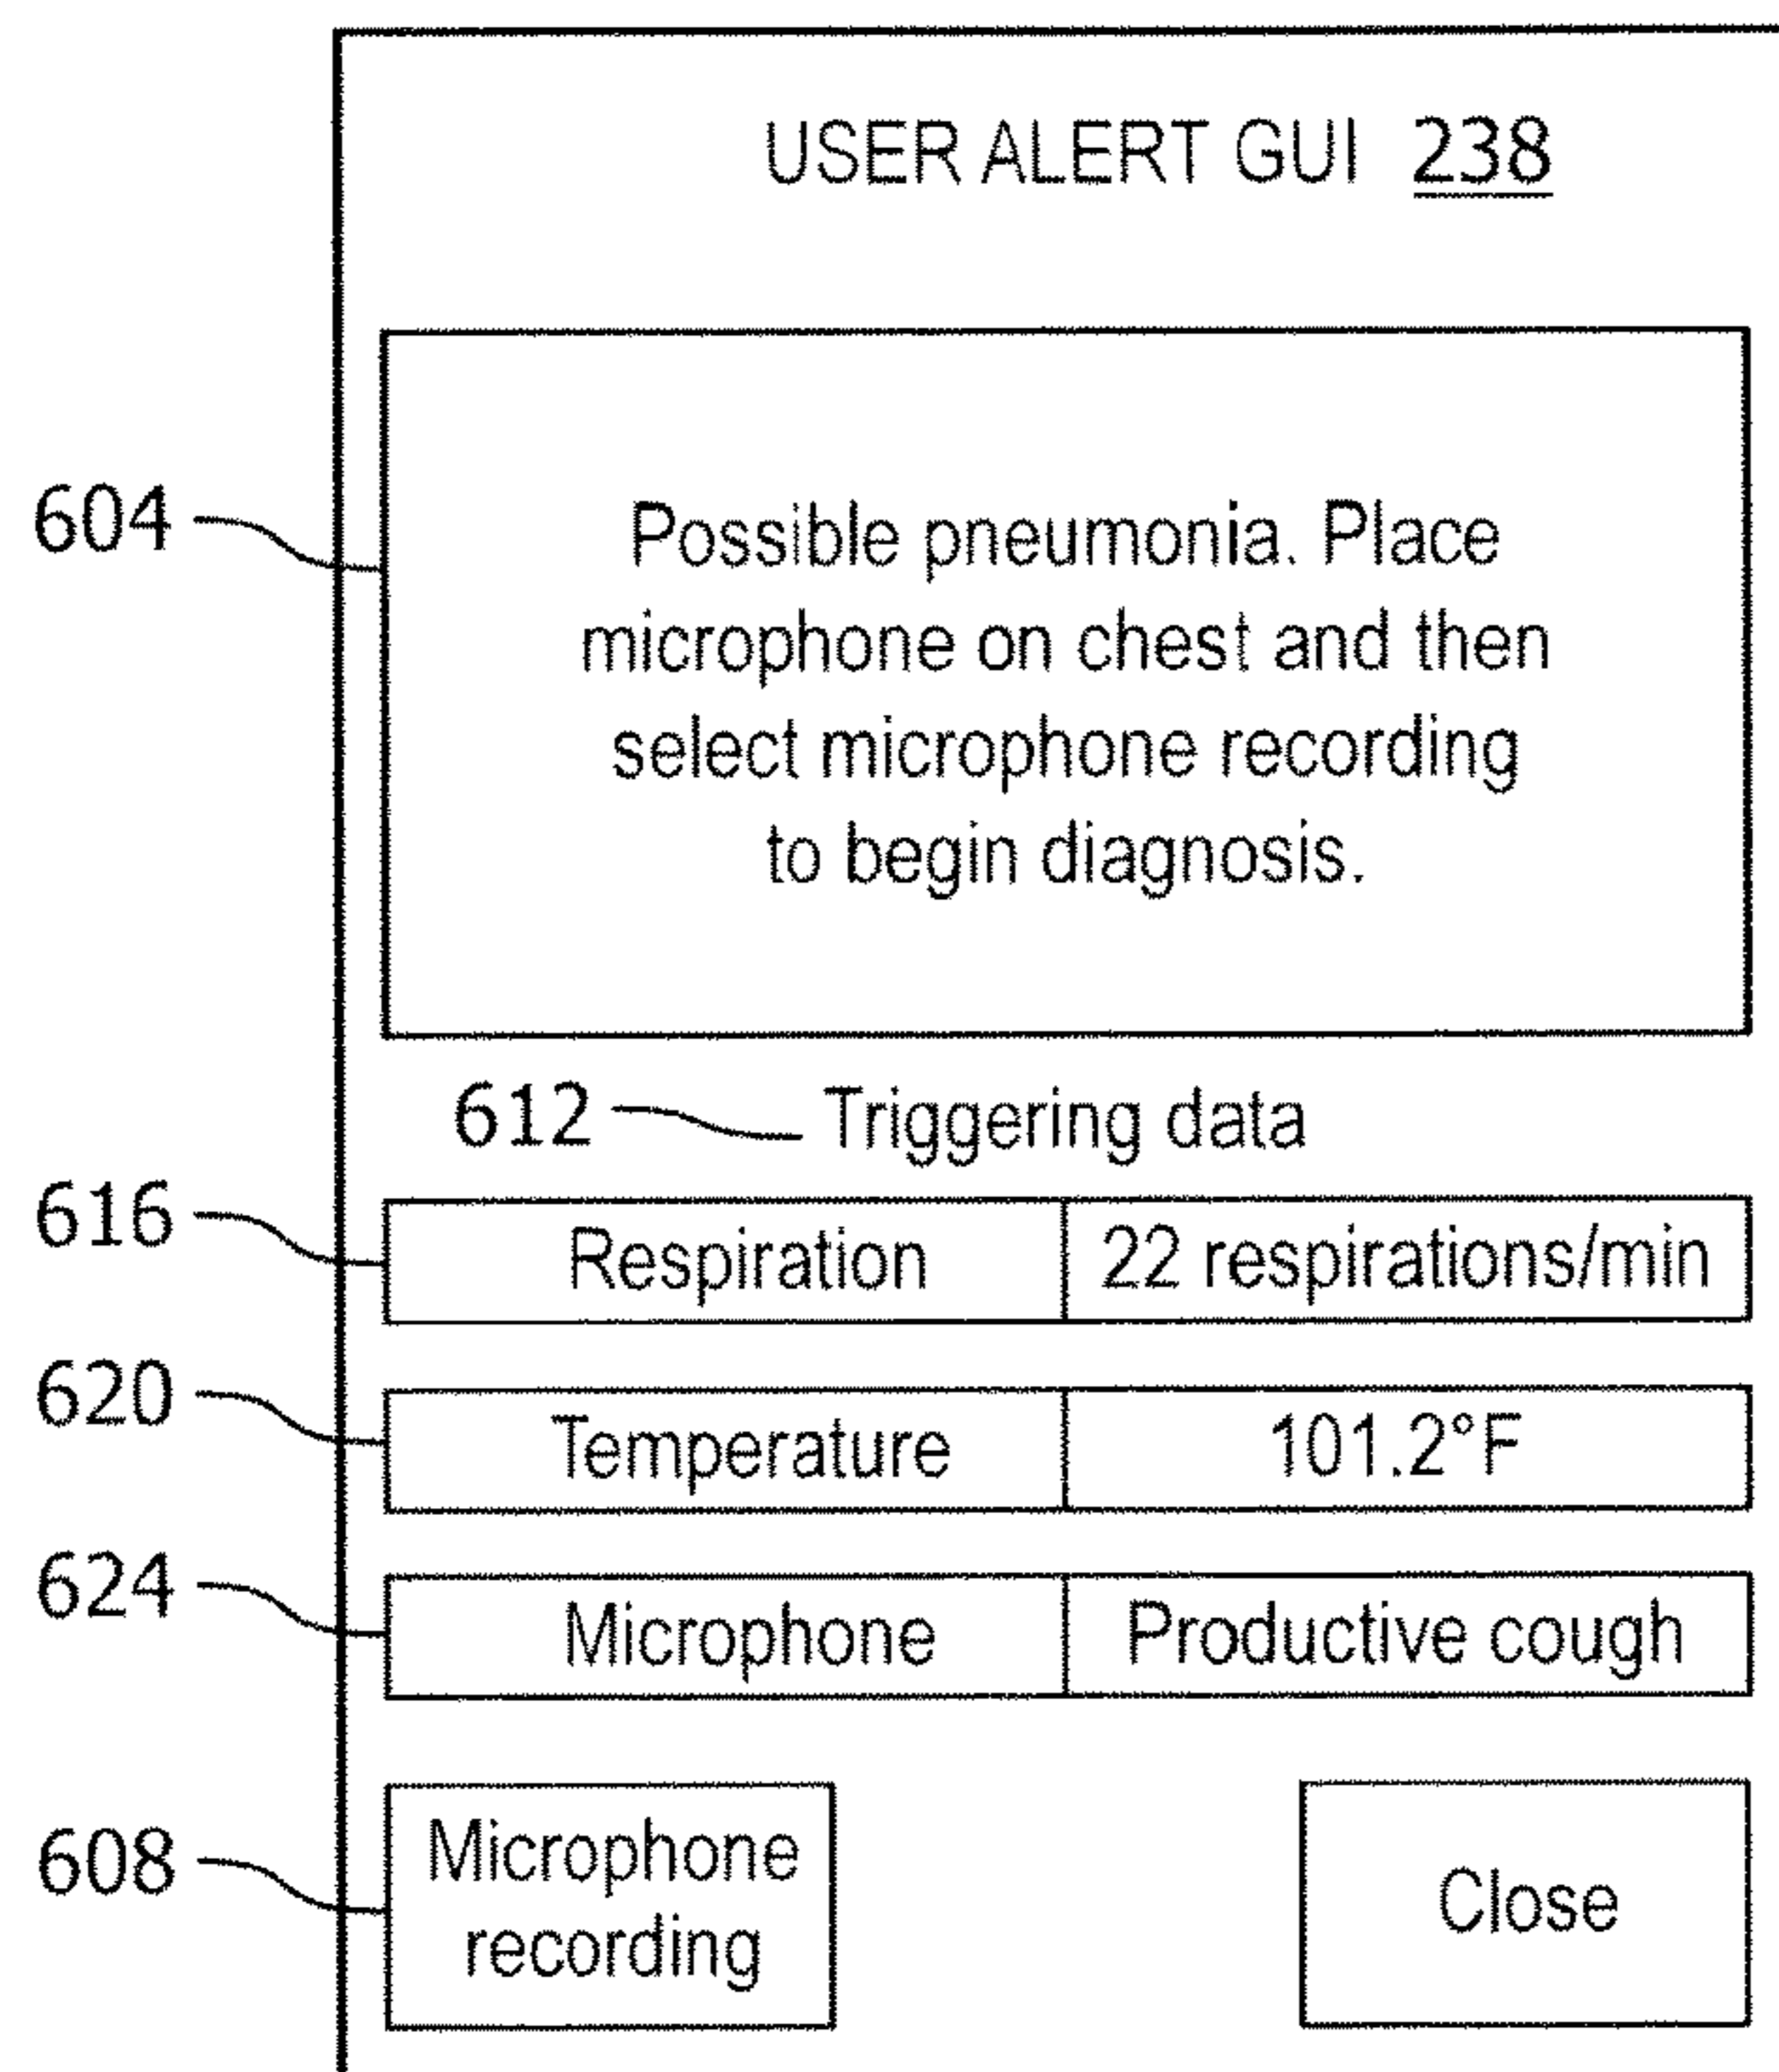 USER ALERT GUI 238
604
Possible pneumonia. Place
microphone on chest and then
select microphone recording
to begin diagnosis.
612 Triggering data
616 Respiration 22 respirations/min
620 Temperature 101.2°F
624 Microphone Productive cough
608 Microphone
recording
Close